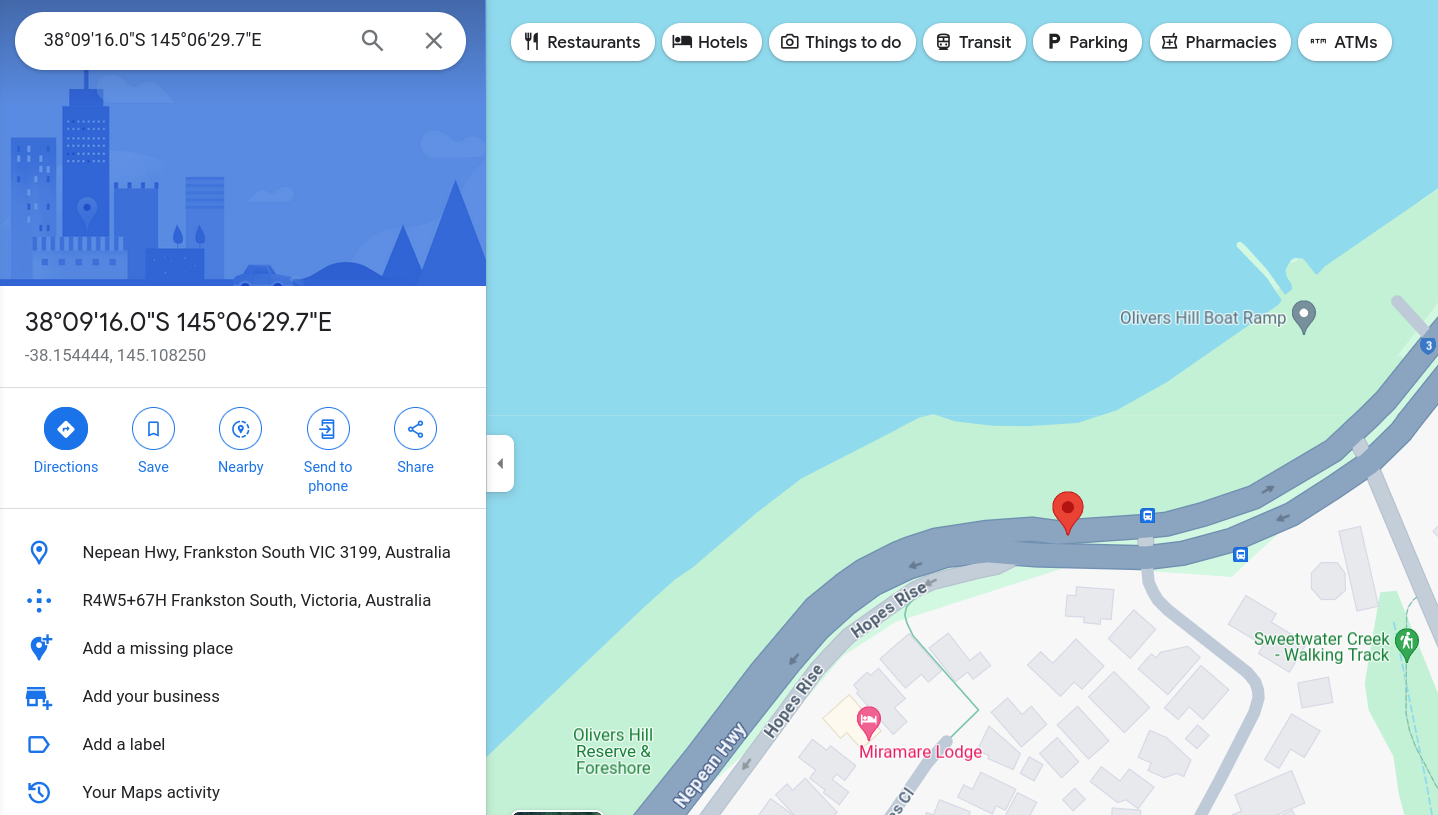 38°09'16.0"S 145°06'29.7"E
Restaurants
Hotels
Things to do
Transit
P Parking
Pharmacies
ATM ATMs
38°09'16.0"S 145°06'29.7"E
-38.154444, 145.108250
Directions
Save
Nearby
Send to
phone
Share
Nepean Hwy, Frankston South VIC 3199, Australia
R4W5+67H Frankston South, Victoria, Australia
Add a missing place
Add your business
Add a label
Your Maps activity
Olivers Hill Boat Ramp
3
Hopes Rise
Hopes Rise
Sweetwater Creek
- Walking Track
Olivers Hill
Reserve &
Foreshore
Nepean Hwy
Miramare Lodge